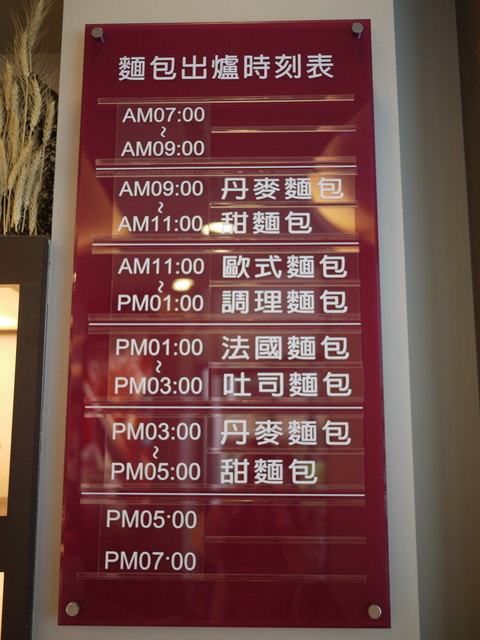 麵包出爐時刻表
AM07:00
~
AM09:00
AM09:00 丹麥麵包
~
AM11:00 甜麵包
AM11:00 歐式麵包
~
PM01:00 調理麵包
PM01:00 法國麵包
~
PM03:00 吐司麵包
PM03:00 丹麥麵包
~
PM05:00 甜麵包
PM05:00
PM07:00